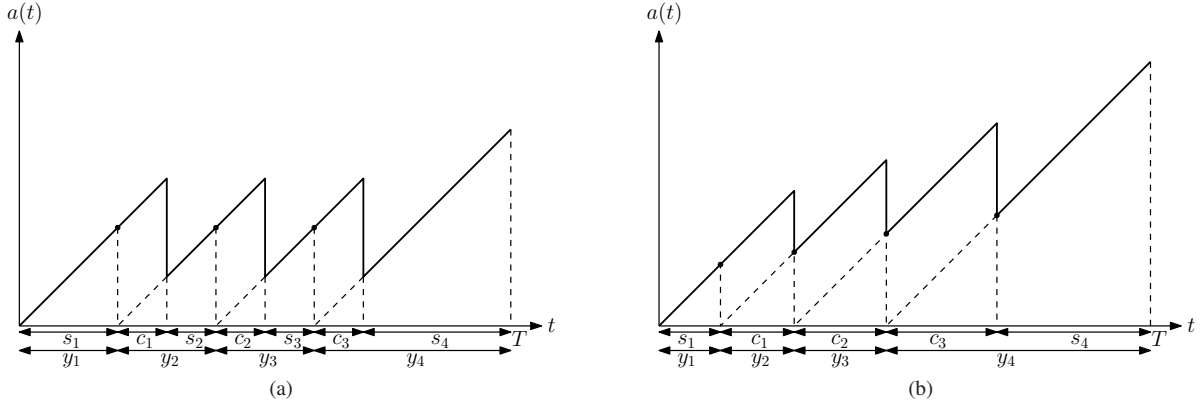 a(t)
t
s₁ c₁ s₂ c₂ s₃ c₃ s₄ T
y₁ y₂ y₃ y₄
(a)
a(t)
t
s₁ c₁ c₂ c₃ s₄ T
y₁ y₂ y₃ y₄
(b)